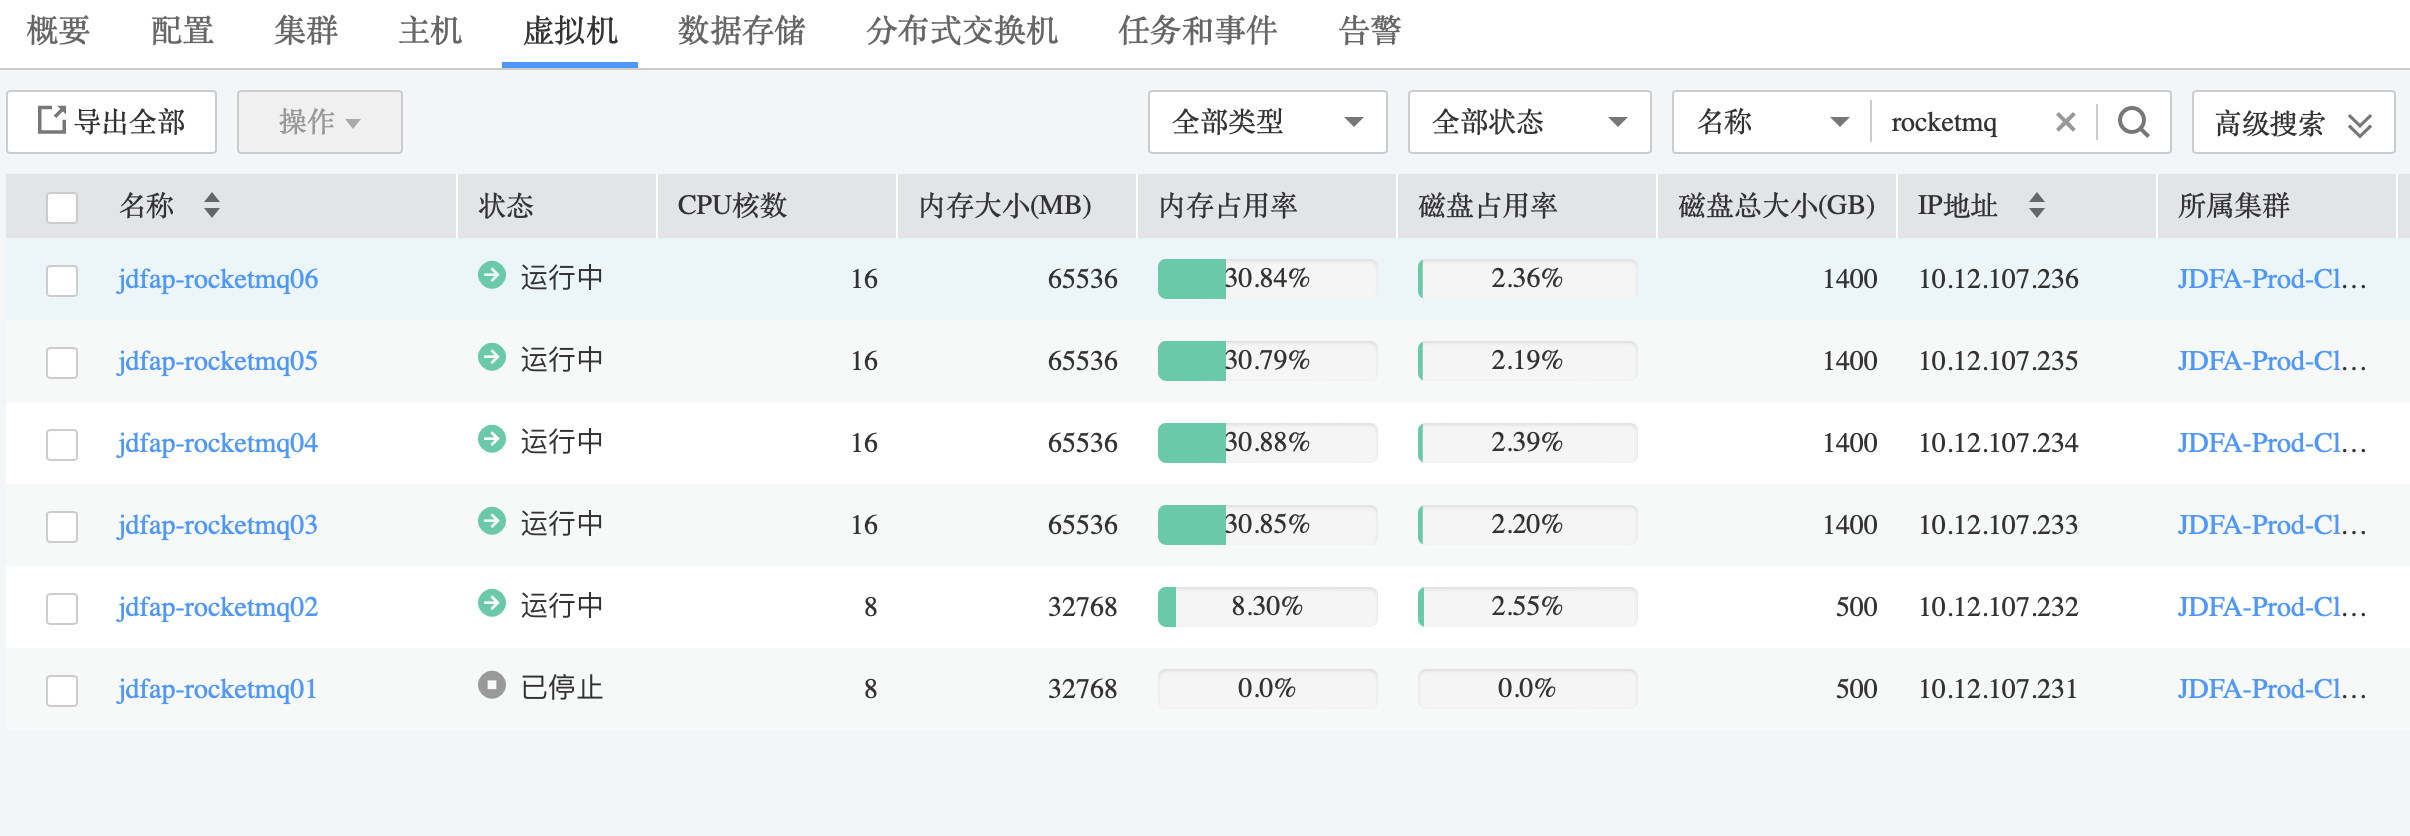 概要 配置 集群 主机 虚拟机 数据存储 分布式交换机 任务和事件 告警
导出全部 操作 全部类型 全部状态 名称 rocketmq 高级搜索
名称 状态 CPU核数 内存大小(MB) 内存占用率 磁盘占用率 磁盘总大小(GB) IP地址 所属集群
jdfap-rocketmq06 运行中 16 65536 30.84% 2.36% 1400 10.12.107.236 JDFA-Prod-Cl...
jdfap-rocketmq05 运行中 16 65536 30.79% 2.19% 1400 10.12.107.235 JDFA-Prod-Cl...
jdfap-rocketmq04 运行中 16 65536 30.88% 2.39% 1400 10.12.107.234 JDFA-Prod-Cl...
jdfap-rocketmq03 运行中 16 65536 30.85% 2.20% 1400 10.12.107.233 JDFA-Prod-Cl...
jdfap-rocketmq02 运行中 8 32768 8.30% 2.55% 500 10.12.107.232 JDFA-Prod-Cl...
jdfap-rocketmq01 已停止 8 32768 0.0% 0.0% 500 10.12.107.231 JDFA-Prod-Cl...